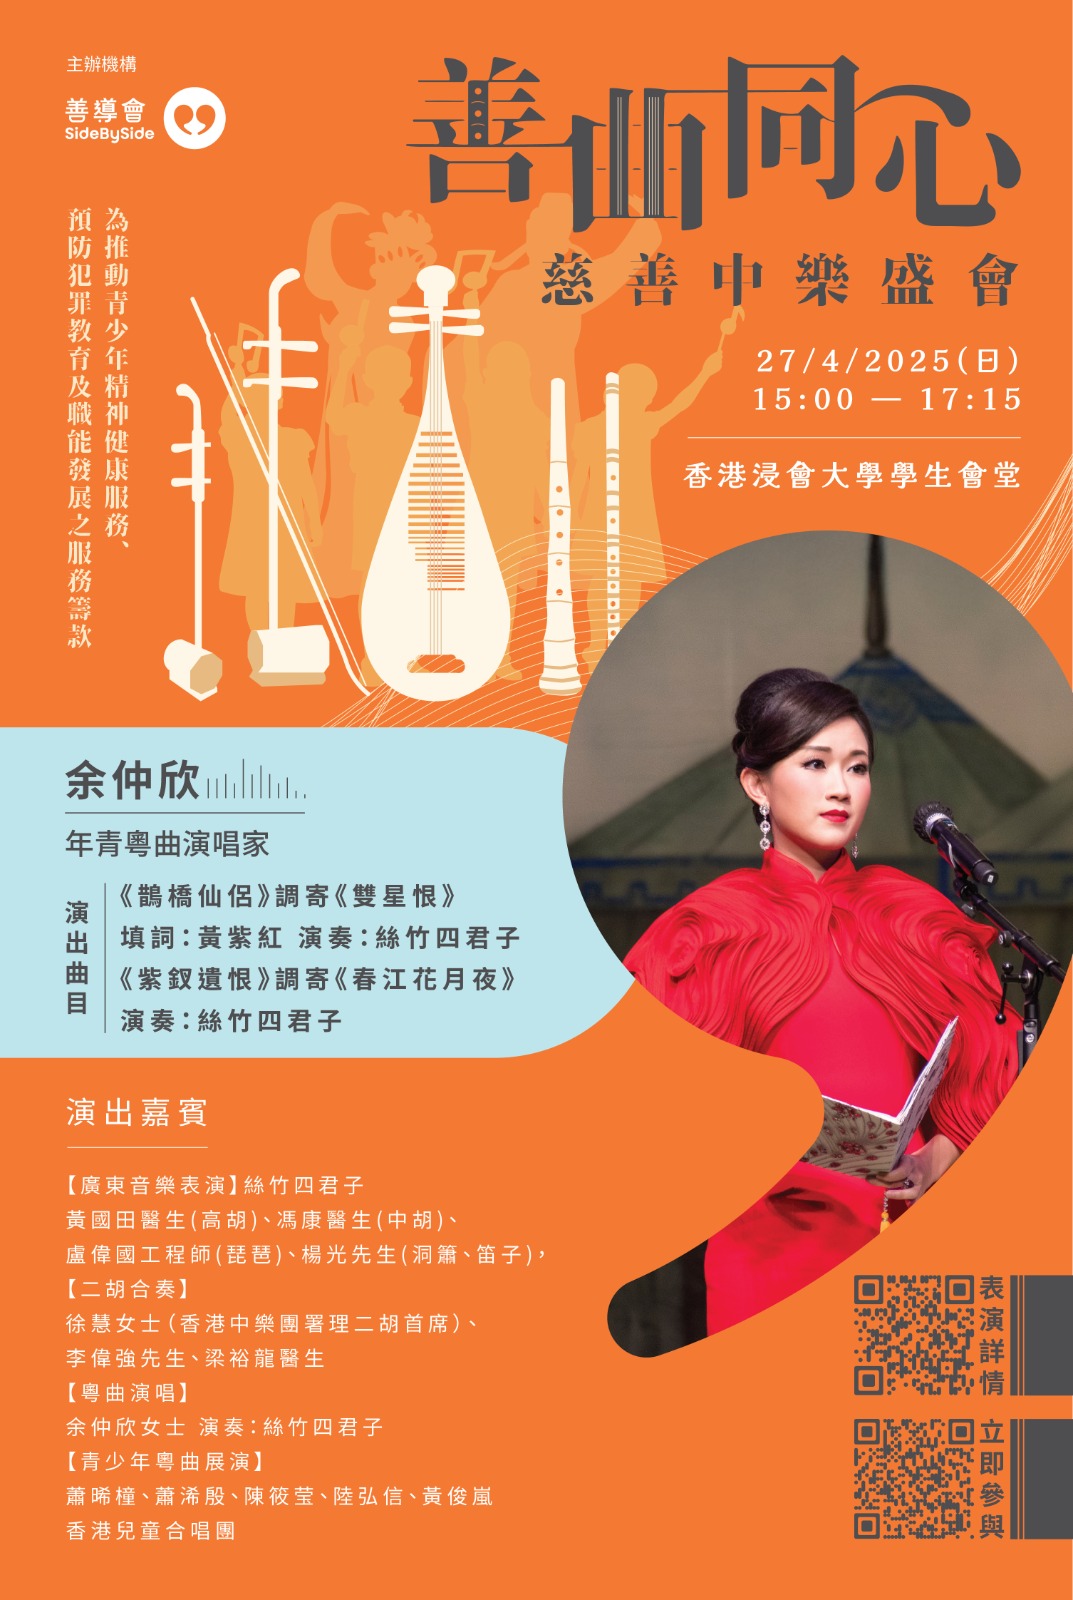 主辦機構
善導會
SideBySide
善曲同心
慈善中樂盛會
為推動青少年精神健康服務、
預防犯罪教育及職能發展之服務籌款
27/4/2025(日)
15:00 — 17:15
香港浸會大學學生會堂
余仲欣
年青粵曲演唱家
演出曲目
《鵲橋仙侶》調寄《雙星恨》
填詞：黃紫紅 演奏：絲竹四君子
《紫釵遺恨》調寄《春江花月夜》
演奏：絲竹四君子
演出嘉賓
【廣東音樂表演】絲竹四君子
黃國田醫生(高胡)、馮康醫生(中胡)、
盧偉國工程師(琵琶)、楊光先生(洞簫、笛子)，
【二胡合奏】
徐慧女士（香港中樂團署理二胡首席）、
李偉強先生、梁裕龍醫生
【粵曲演唱】
余仲欣女士 演奏：絲竹四君子
【青少年粵曲展演】
蕭晞橦、蕭浠殷、陳筱莹、陸弘信、黃俊嵐
香港兒童合唱團
表演詳情
立即參與